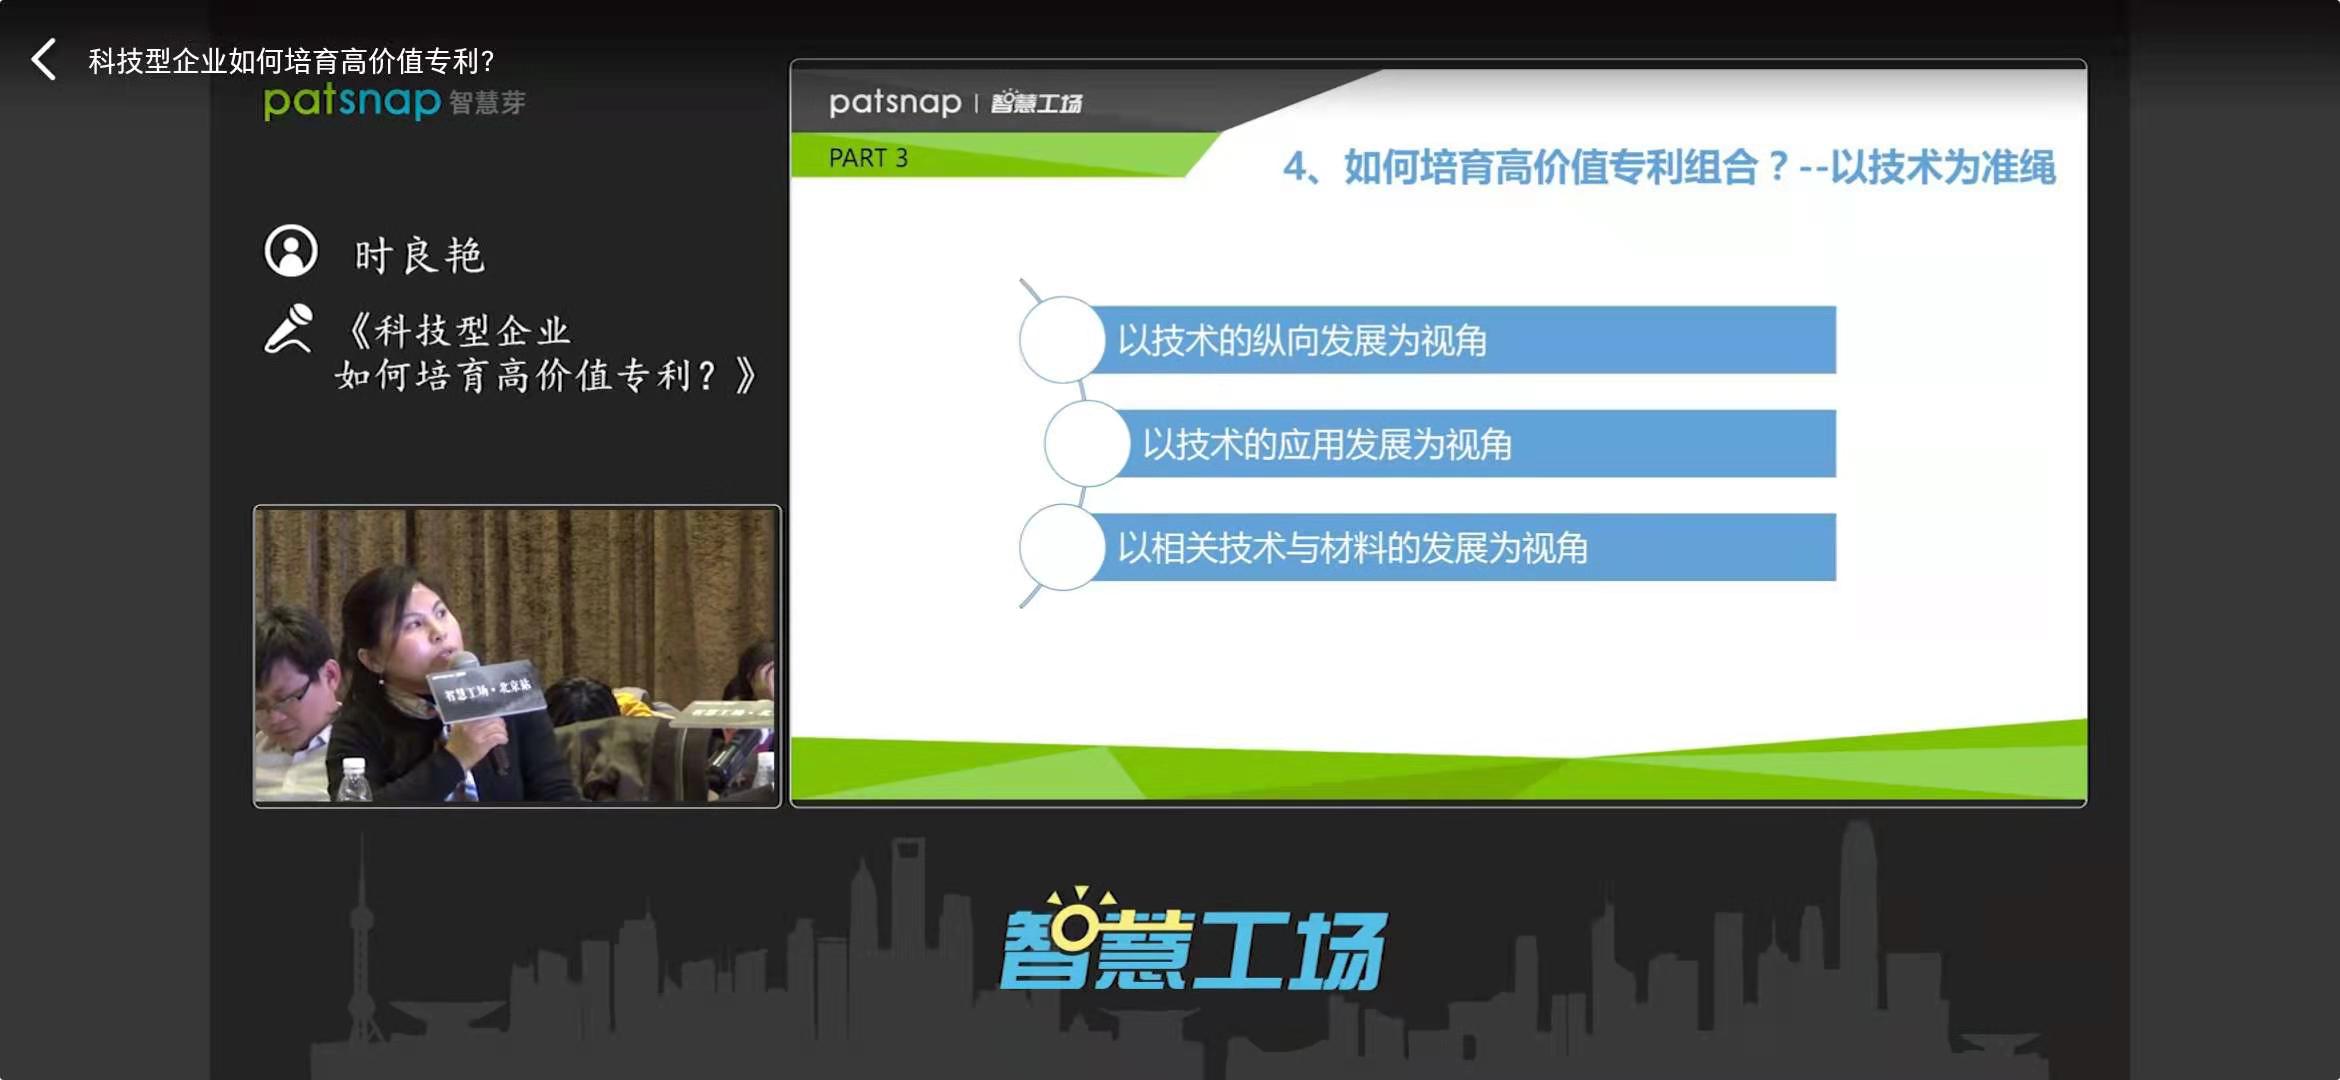 科技型企业如何培育高价值专利？
patsnap 智慧芽
时良艳
《科技型企业
如何培育高价值专利？》
patsnap | 智慧工场
PART 3
4、如何培育高价值专利组合？--以技术为准绳
以技术的纵向发展为视角
以技术的应用发展为视角
以相关技术与材料的发展为视角
智慧工场·北京站
智慧工场·北
智慧工场